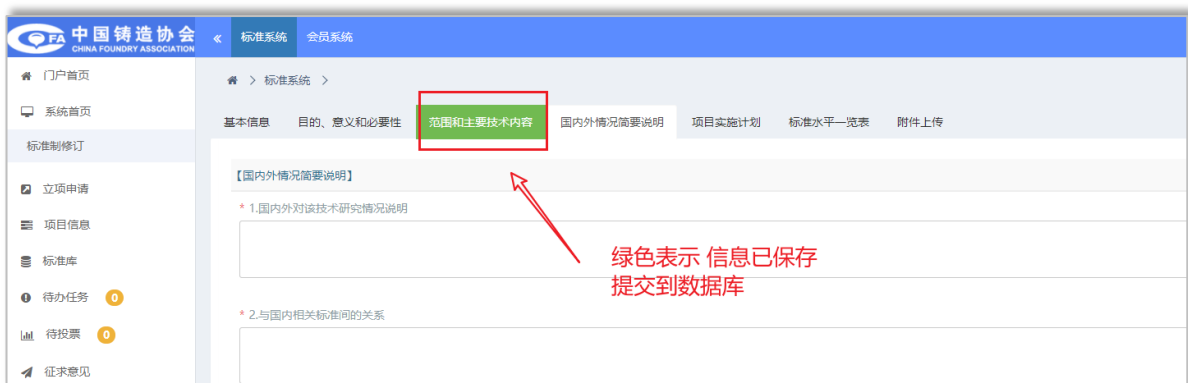 中国铸造协会
CHINA FOUNDRY ASSOCIATION
FA
« 标准系统 会员系统
门户首页
系统首页
标准制修订
立项申请
项目信息
标准库
待办任务 0
待投票 0
征求意见
> 标准系统 >
基本信息 目的、意义和必要性 范围和主要技术内容 国内外情况简要说明 项目实施计划 标准水平一览表 附件上传
【国内外情况简要说明】
* 1.国内外对该技术研究情况说明
绿色表示 信息已保存
提交到数据库
* 2.与国内相关标准间的关系